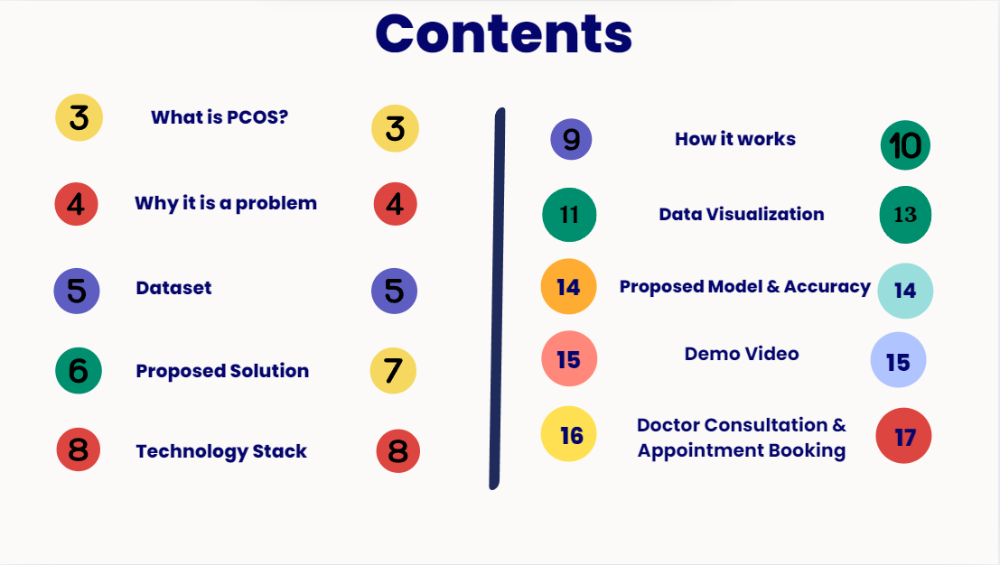 Contents
3 What is PCOS? 3
4 Why it is a problem 4
5 Dataset 5
6 Proposed Solution 7
8 Technology Stack 8
9 How it works 10
11 Data Visualization 13
14 Proposed Model & Accuracy 14
15 Demo Video 15
16 Doctor Consultation & 17
Appointment Booking